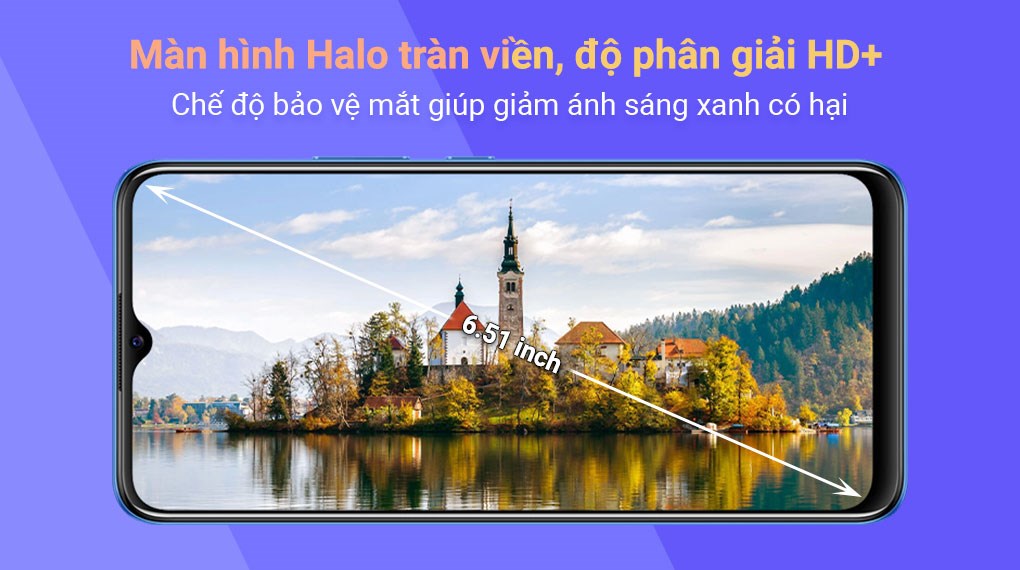 Màn hình Halo tràn viền, độ phân giải HD+
Chế độ bảo vệ mắt giúp giảm ánh sáng xanh có hại
6.51 inch